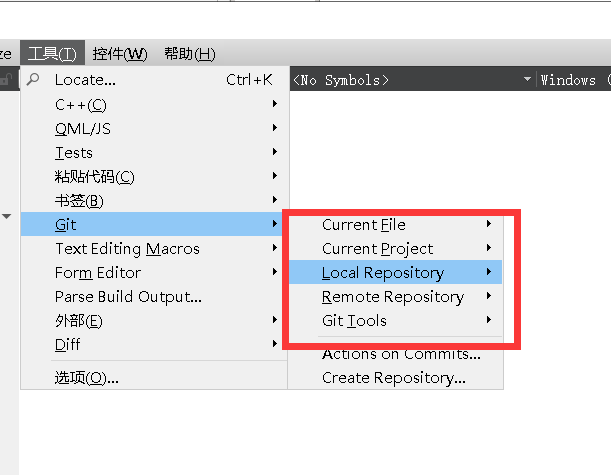 ze 工具(T) 控件(W) 帮助(H)
Locate... Ctrl+K
<No Symbols> Windows
C++(C)
QML/JS
Tests
粘贴代码(C)
书签(B)
Git
Text Editing Macros
Form Editor
Parse Build Output...
外部(E)
Diff
选项(O)...
Current File
Current Project
Local Repository
Remote Repository
Git Tools
Actions on Commits...
Create Repository...